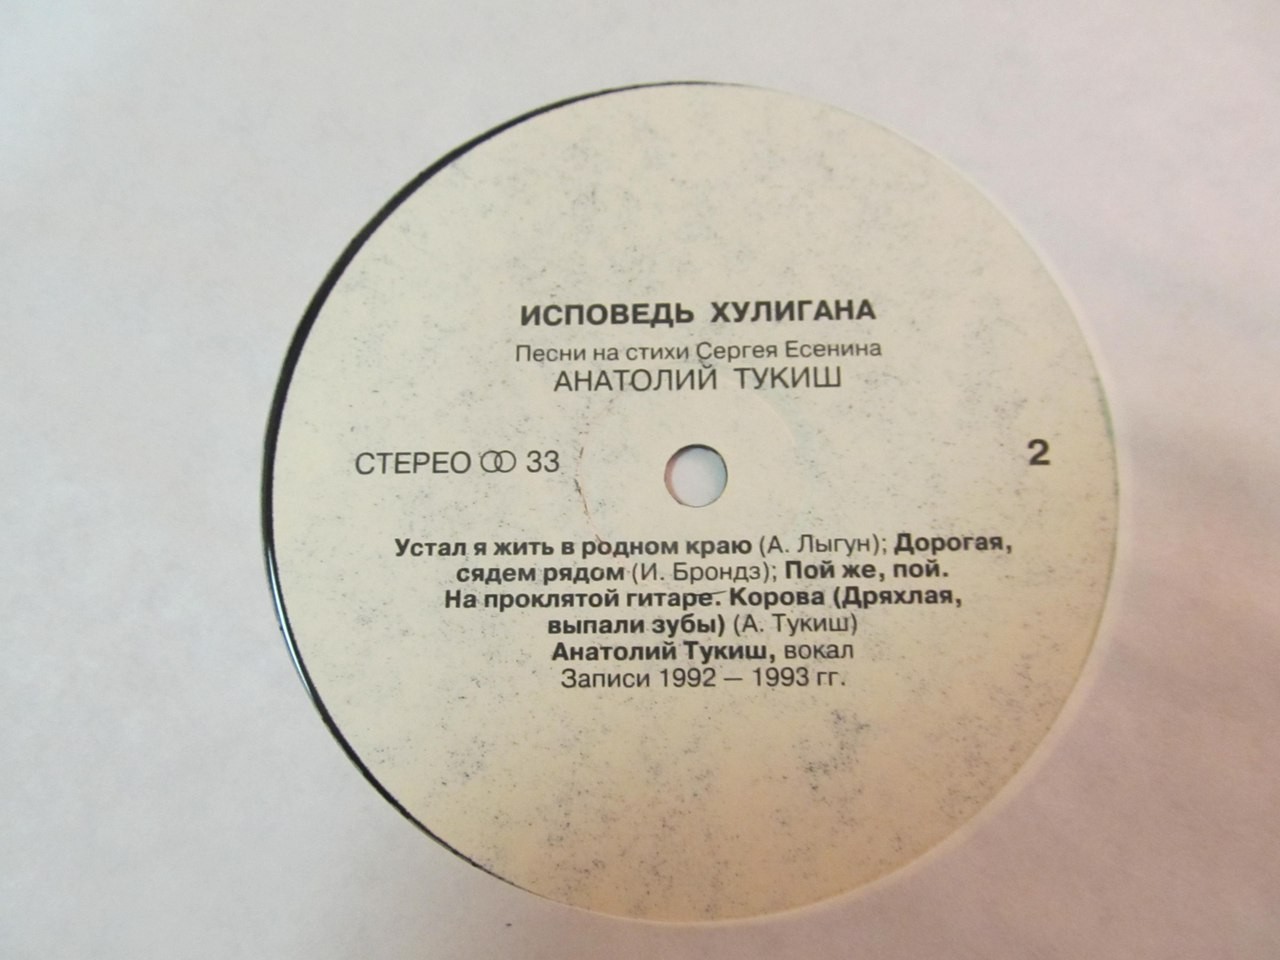 ИСПОВЕДЬ ХУЛИГАНА
Песни на стихи Сергея Есенина
АНАТОЛИЙ ТУКИШ
СТЕРЕО ꝏ 33
2
Устал я жить в родном краю (А. Лыгун); Дорогая,
сядем рядом (И. Брондз); Пой же, пой.
На проклятой гитаре. Корова (Дряхлая,
выпали зубы) (А. Тукиш)
Анатолий Тукиш, вокал
Записи 1992 — 1993 гг.